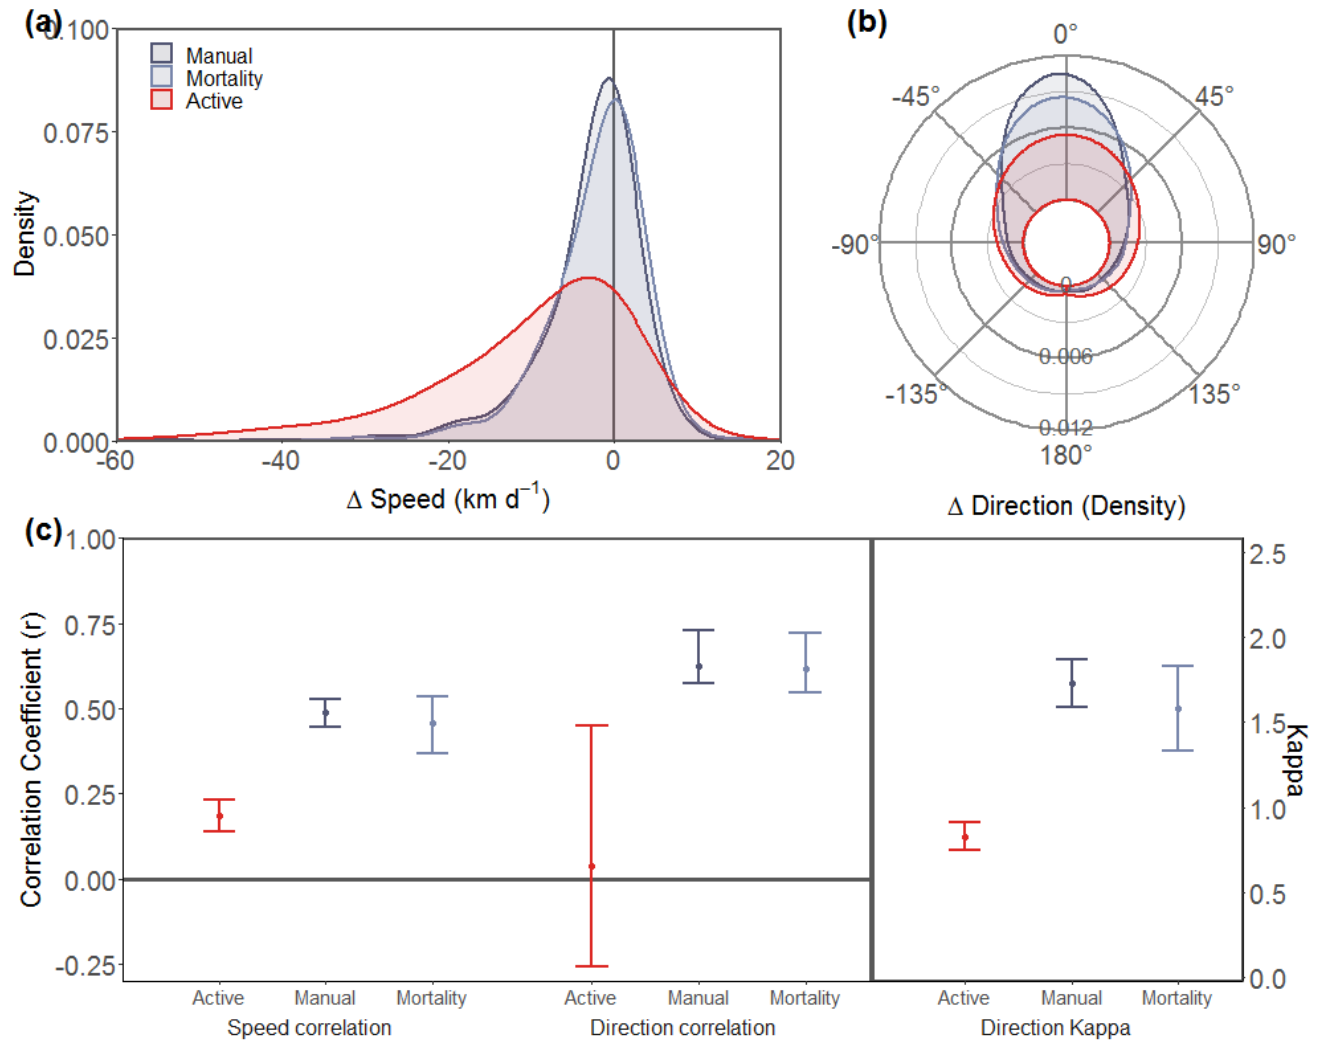 (a)
0.100
0.075
0.050
0.025
0.000
Density
Manual
Mortality
Active
-60 -40 -20 0 20
Δ Speed (km d⁻¹)
(b)
0°
-45° 45°
-90° 90°
-135° 135°
180°
0
0.006
0.012
Δ Direction (Density)
(c)
1.00
0.75
0.50
0.25
0.00
-0.25
Correlation Coefficient (r)
2.5
2.0
1.5
1.0
0.5
0.0
Kappa
Active Manual Mortality Active Manual Mortality Active Manual Mortality
Speed correlation Direction correlation Direction Kappa